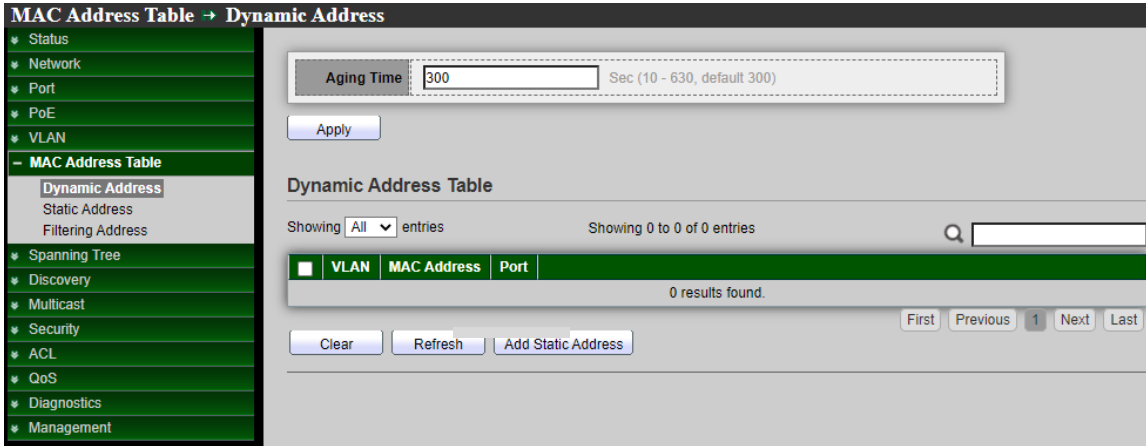 MAC Address Table → Dynamic Address
Status
Network
Port
PoE
VLAN
MAC Address Table
Dynamic Address
Static Address
Filtering Address
Spanning Tree
Discovery
Multicast
Security
ACL
QoS
Diagnostics
Management
Aging Time 300 Sec (10 - 630, default 300)
Apply
Dynamic Address Table
Showing All entries Showing 0 to 0 of 0 entries
VLAN MAC Address Port
0 results found.
First Previous 1 Next Last
Clear Refresh Add Static Address